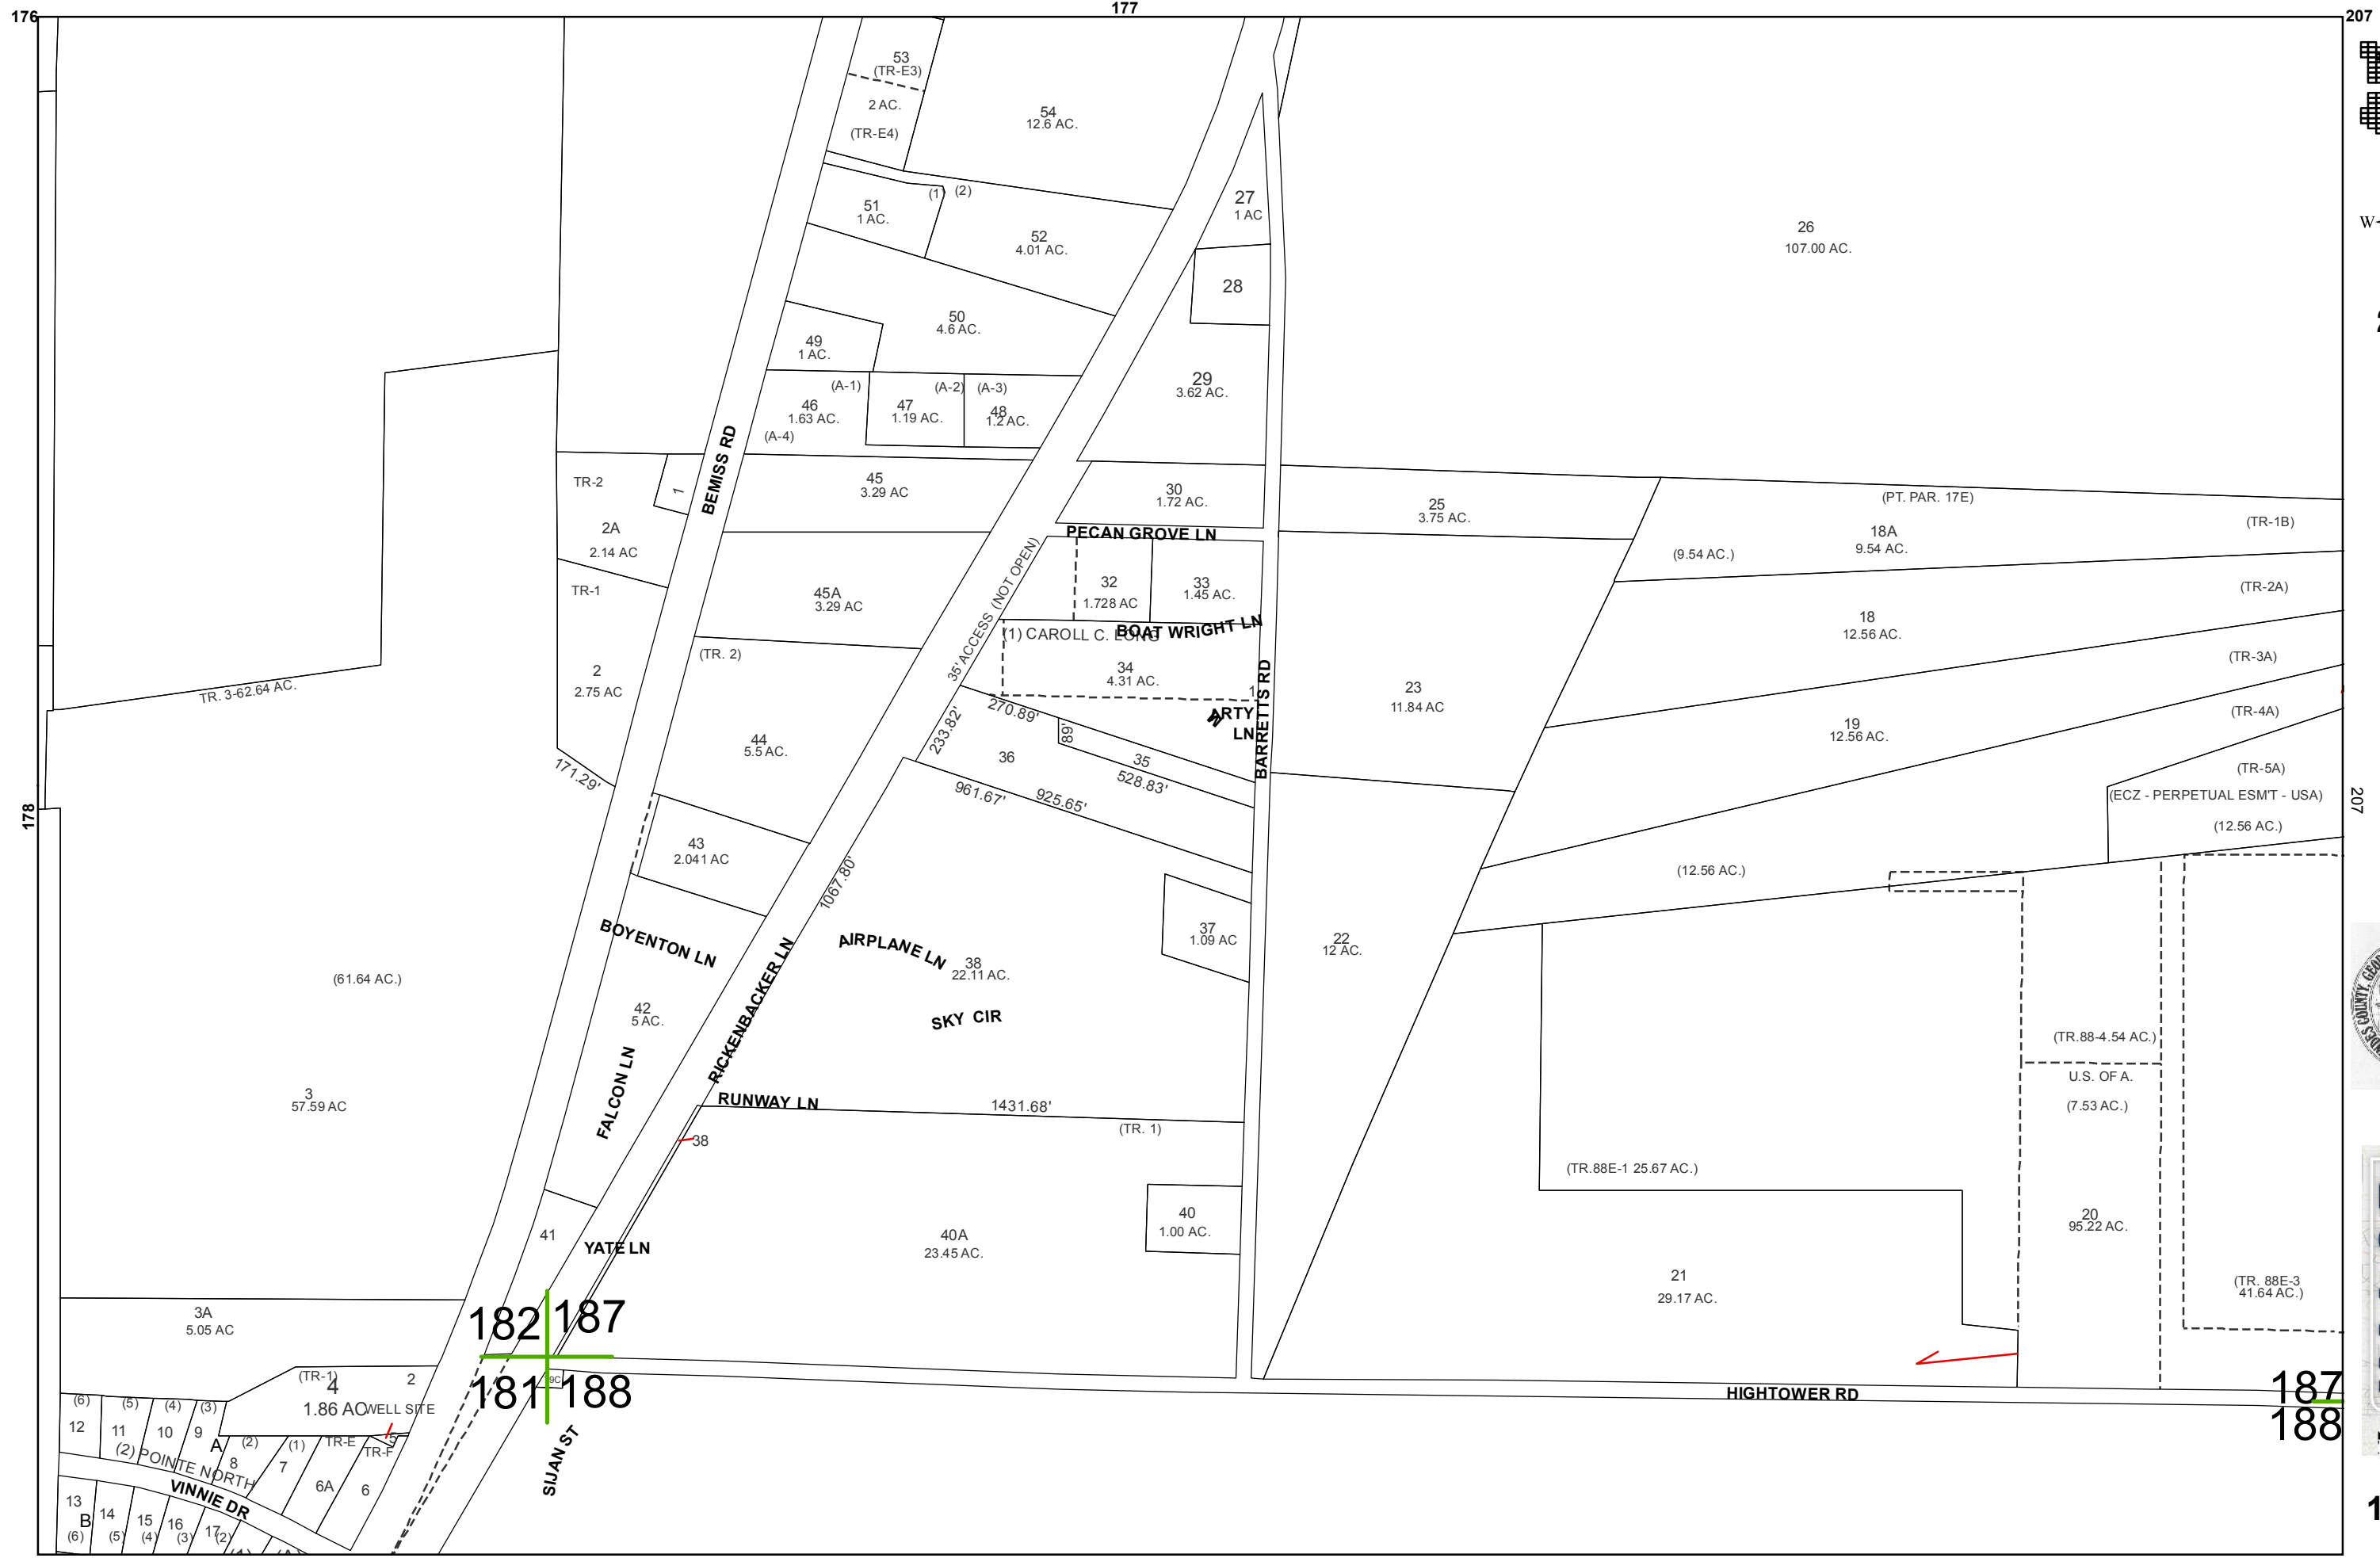 176
177
207
53
(TR-E3)
2 AC.
(TR-E4)
54
12.6 AC.
W
(1)
(2)
51
1 AC.
52
4.01 AC.
27
1 AC
28
26
107.00 AC.
50
4.6 AC.
49
1 AC.
29
3.62 AC.
(A-1)
46
1.63 AC.
(A-4)
(A-2)
47
1.19 AC.
(A-3)
48
1.2 AC.
BEMISS RD
TR-2
1
2A
2.14 AC
45
3.29 AC
30
1.72 AC.
PECAN GROVE LN
25
3.75 AC.
(PT. PAR. 17E)
18A
9.54 AC.
(9.54 AC.)
(TR-1B)
TR-1
45A
3.29 AC
35' ACCESS (NOT OPEN)
32
1.728 AC
33
1.45 AC.
BOAT WRIGHT LN
(1) CAROLL C. LONG
34
4.31 AC.
1
BARRETTS RD
(TR-2A)
18
12.56 AC.
(TR-3A)
TR. 3-62.64 AC.
2
2.75 AC
(TR. 2)
44
5.5 AC.
171.29'
233.82'
270.89'
89'
M
ARTY
LN
35
36
528.83'
961.67'
925.65'
23
11.84 AC
19
12.56 AC.
(TR-4A)
(TR-5A)
(ECZ - PERPETUAL ESM'T - USA)
(12.56 AC.)
207
178
43
2.041 AC
1067.80'
(12.56 AC.)
BOYENTON LN
AIRPLANE LN
RICKENBACKER LN
37
1.09 AC
22
12 AC.
38
22.11 AC.
(61.64 AC.)
42
5 AC.
SKY CIR
FALCON LN
3
57.59 AC
RUNWAY LN
1431.68'
(TR. 1)
38
(TR.88-4.54 AC.)
U.S. OF A.
(7.53 AC.)
(TR.88E-1 25.67 AC.)
40
1.00 AC.
20
95.22 AC.
41
YATE LN
40A
23.45 AC.
21
29.17 AC.
(TR. 88E-3
41.64 AC.)
3A
5.05 AC
182
187
181
188
9C
(TR-1)
4
2
1.86 AC
WELL SITE
HIGHTOWER RD
187
188
(6)
(5)
(4)
(3)
12
11
10
9
A
(2)
(1)
TR-E
TR-F
5
(2) POINTE NORTH
8
7
6A
6
VINNIE DR
SIJAN ST
13
B
(6)
14
(5)
15
(4)
16
(3)
17
(2)